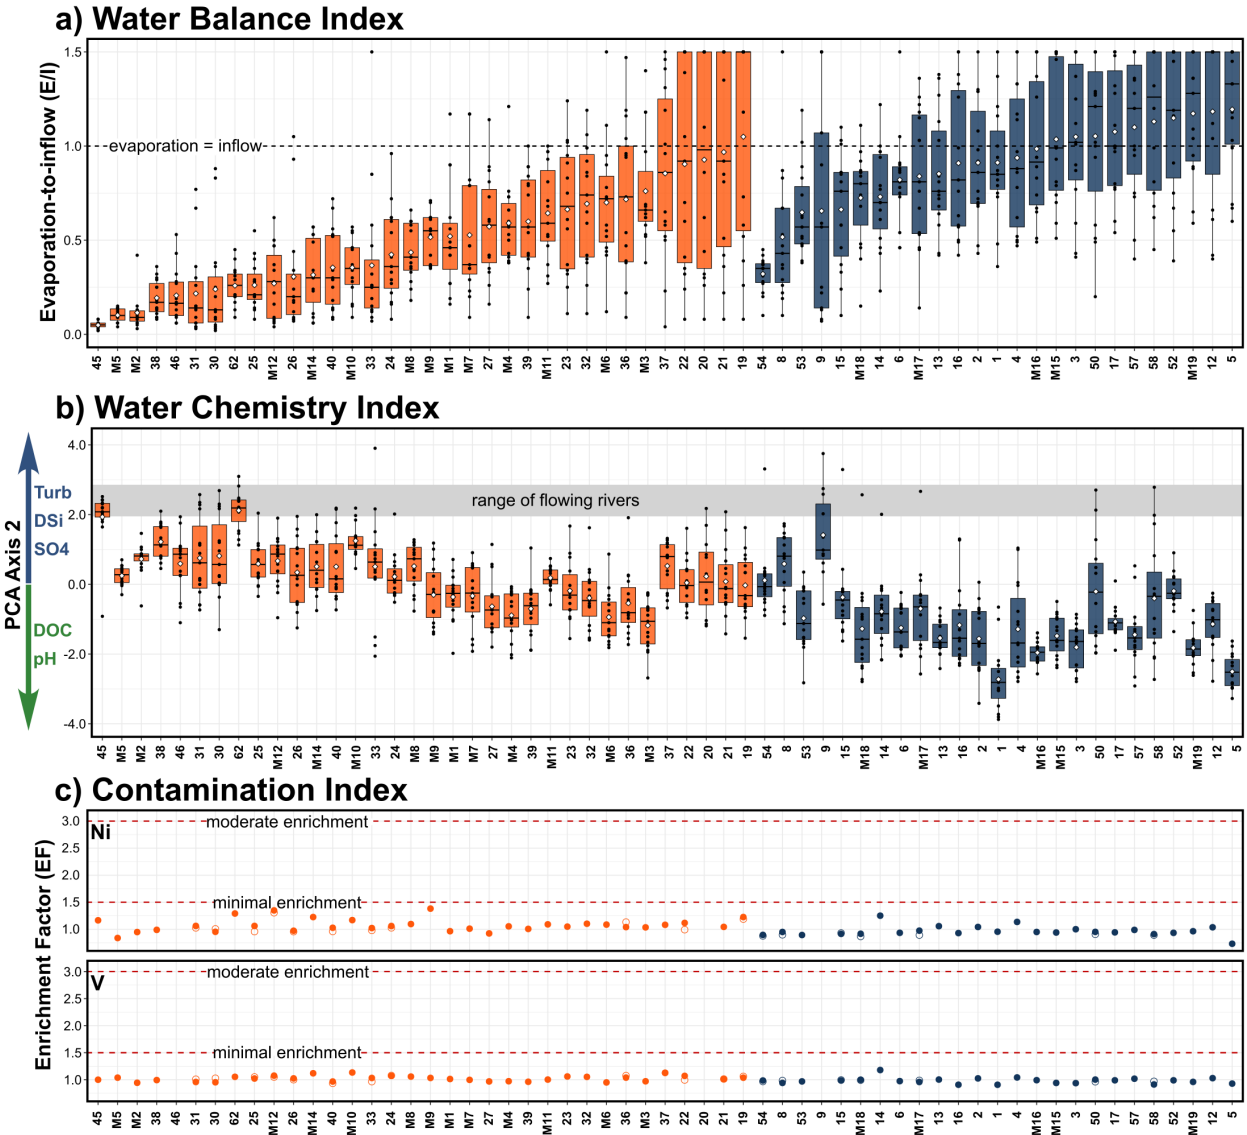 a) Water Balance Index
Evaporation-to-inflow (E/I)
1.5
1.0
0.5
0.0
evaporation = inflow
45 M5 M2 38 46 31 30 62 25 M12 26 M14 40 M10 33 24 M8 M9 M1 M7 27 M4 39 M11 23 32 M6 36 M3 37 22 20 21 19 54 8 53 9 15 M18 14 6 M17 13 16 2 1 4 M16 M15 3 50 17 57 58 52 M19 12 5
b) Water Chemistry Index
PCA Axis 2
Turb
DSi
SO4
DOC
pH
4.0
2.0
0.0
-2.0
-4.0
range of flowing rivers
45 M5 M2 38 46 31 30 62 25 M12 26 M14 40 M10 33 24 M8 M9 M1 M7 27 M4 39 M11 23 32 M6 36 M3 37 22 20 21 19 54 8 53 9 15 M18 14 6 M17 13 16 2 1 4 M16 M15 3 50 17 57 58 52 M19 12 5
c) Contamination Index
Enrichment Factor (EF)
Ni
3.0
2.5
2.0
1.5
1.0
moderate enrichment
minimal enrichment
V
3.0
2.5
2.0
1.5
1.0
moderate enrichment
minimal enrichment
45 M5 M2 38 46 31 30 62 25 M12 26 M14 40 M10 33 24 M8 M9 M1 M7 27 M4 39 M11 23 32 M6 36 M3 37 22 20 21 19 54 8 53 9 15 M18 14 6 M17 13 16 2 1 4 M16 M15 3 50 17 57 58 52 M19 12 5